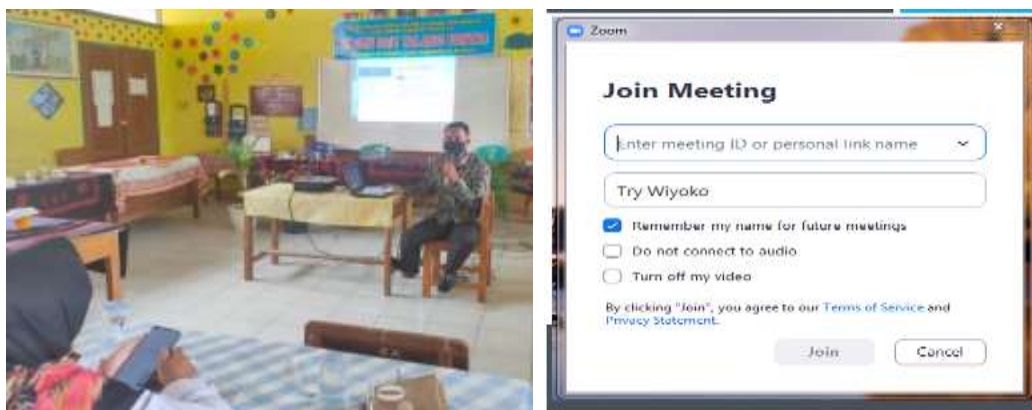 Zoom
Join Meeting
Enter meeting ID or personal link name
Try Wiyoko
Remember my name for future meetings
Do not connect to audio
Turn off my video
By clicking "Join", you agree to our Terms of Service and
Privacy Statement.
Join
Cancel